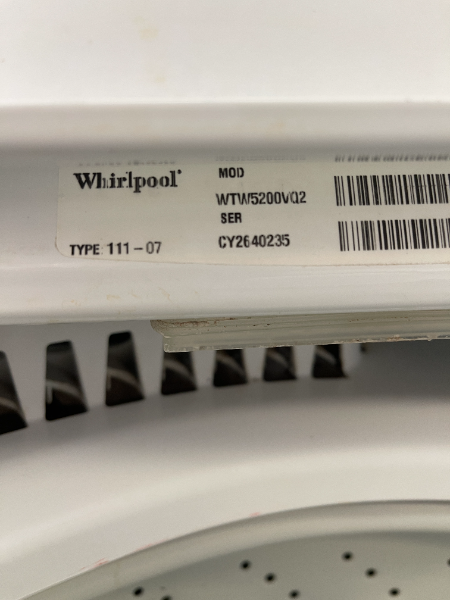 Whirlpool
MOD
WTW5200VQ2
SER
TYPE 111-07
CY2640235